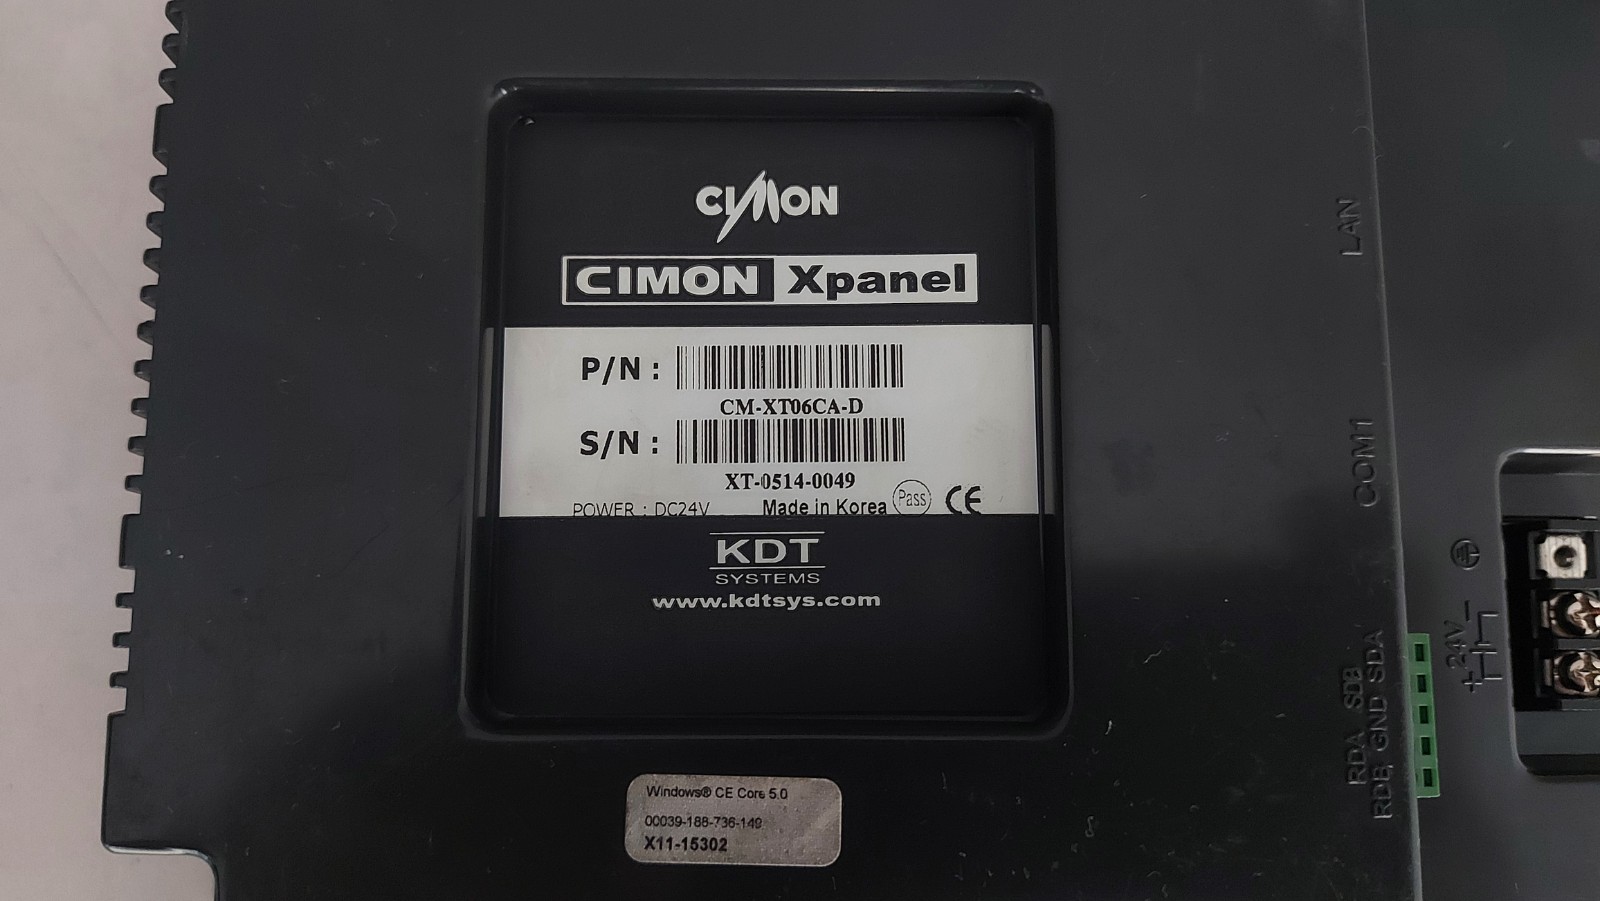 CIMON
CIMON Xpanel
P/N :
CM-XT06CA-D
S/N :
XT-0514-0049
POWER : DC24V Made in Korea Pass CE
KDT
SYSTEMS
www.kdtsys.com
Windows® CE Core 5.0
00039-188-736-149
X11-15302
LAN
COM1
RDA SDB
RDB GND SDA
+ 24V -